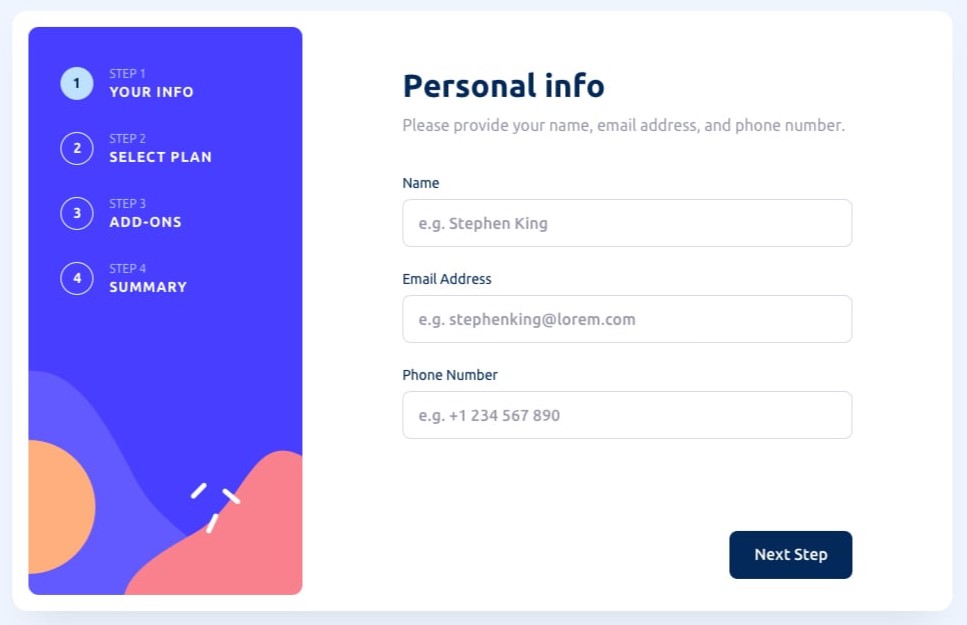 1
STEP 1
YOUR INFO
2
STEP 2
SELECT PLAN
3
STEP 3
ADD-ONS
4
STEP 4
SUMMARY
Personal info
Please provide your name, email address, and phone number.
Name
e.g. Stephen King
Email Address
e.g. stephenking@lorem.com
Phone Number
e.g. +1 234 567 890
Next Step